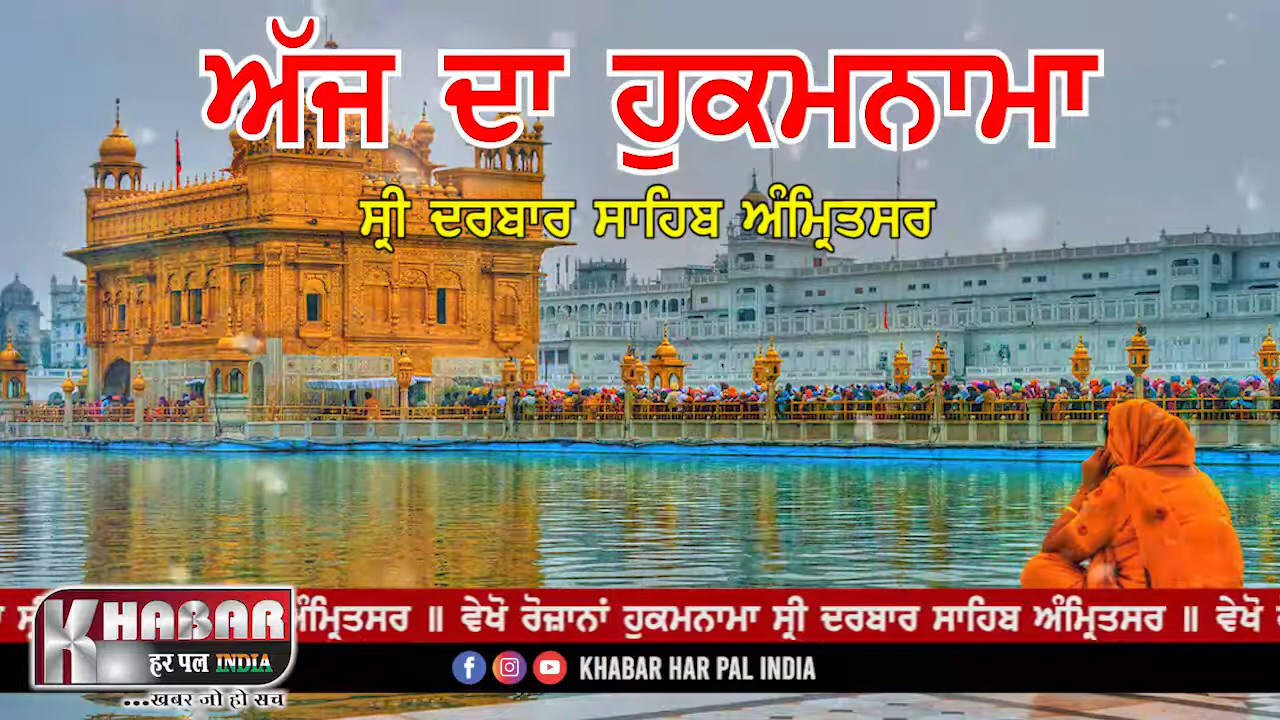 ਅੱਜ ਦਾ ਹੁਕਮਨਾਮਾ
ਸ੍ਰੀ ਦਰਬਾਰ ਸਾਹਿਬ ਅੰਮ੍ਰਿਤਸਰ
ਅੰਮ੍ਰਿਤਸਰ ॥ ਵੇਖੋ ਰੋਜ਼ਾਨਾਂ ਹੁਕਮਨਾਮਾ ਸ੍ਰੀ ਦਰਬਾਰ ਸਾਹਿਬ ਅੰਮ੍ਰਿਤਸਰ ॥ ਵੇਖੋ
KHABAR
हर पल INDIA
...खबर जो हो सच
KHABAR HAR PAL INDIA